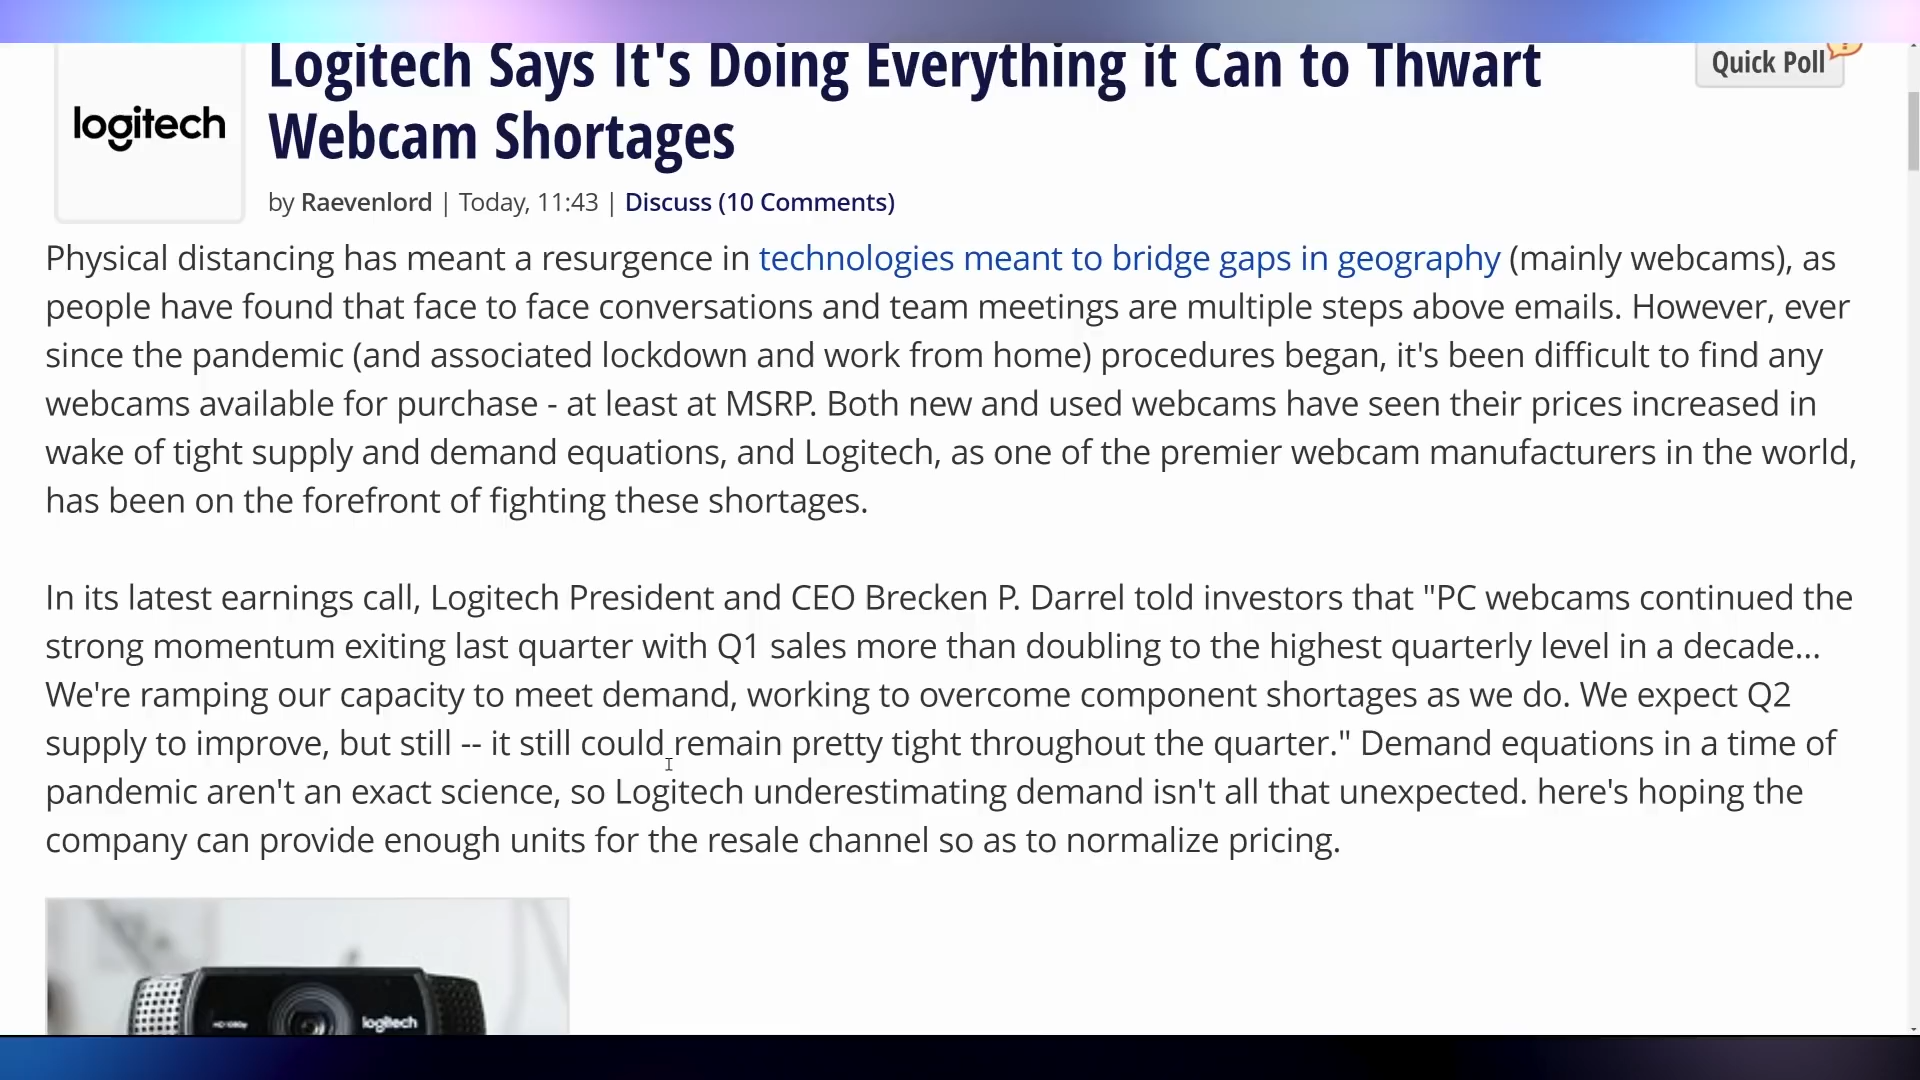 logitech
Logitech Says It's Doing Everything it Can to Thwart
Webcam Shortages
Quick Poll
by Raevenlord | Today, 11:43 | Discuss (10 Comments)
Physical distancing has meant a resurgence in technologies meant to bridge gaps in geography (mainly webcams), as
people have found that face to face conversations and team meetings are multiple steps above emails. However, ever
since the pandemic (and associated lockdown and work from home) procedures began, it's been difficult to find any
webcams available for purchase - at least at MSRP. Both new and used webcams have seen their prices increased in
wake of tight supply and demand equations, and Logitech, as one of the premier webcam manufacturers in the world,
has been on the forefront of fighting these shortages.
In its latest earnings call, Logitech President and CEO Brecken P. Darrel told investors that "PC webcams continued the
strong momentum exiting last quarter with Q1 sales more than doubling to the highest quarterly level in a decade...
We're ramping our capacity to meet demand, working to overcome component shortages as we do. We expect Q2
supply to improve, but still -- it still could remain pretty tight throughout the quarter." Demand equations in a time of
pandemic aren't an exact science, so Logitech underestimating demand isn't all that unexpected. here's hoping the
company can provide enough units for the resale channel so as to normalize pricing.
HD 1080p
logitech